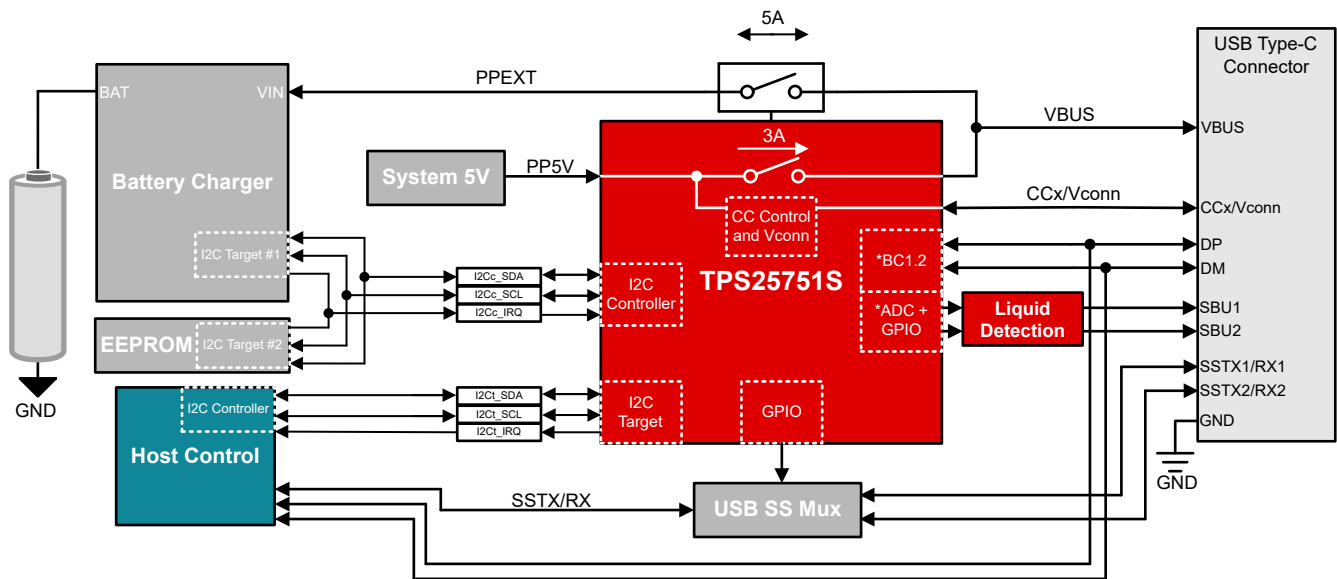 5A
USB Type-C
Connector
PPEXT
BAT
VIN
VBUS
VBUS
3A
Battery Charger
System 5V
PP5V
CCx/Vconn
CCx/Vconn
CC Control
and Vconn
I2C Target #1
DP
*BC1.2
DM
I2Cc_SDA
I2C
Controller
TPS25751S
I2Cc_SCL
I2Cc_IRQ
*ADC +
GPIO
Liquid
Detection
SBU1
SBU2
EEPROM
I2C Target #2
SSTX1/RX1
SSTX2/RX2
GND
I2Ct_SDA
I2C Controller
I2Ct_SCL
I2C
Target
GPIO
I2Ct_IRQ
GND
Host Control
GND
SSTX/RX
USB SS Mux